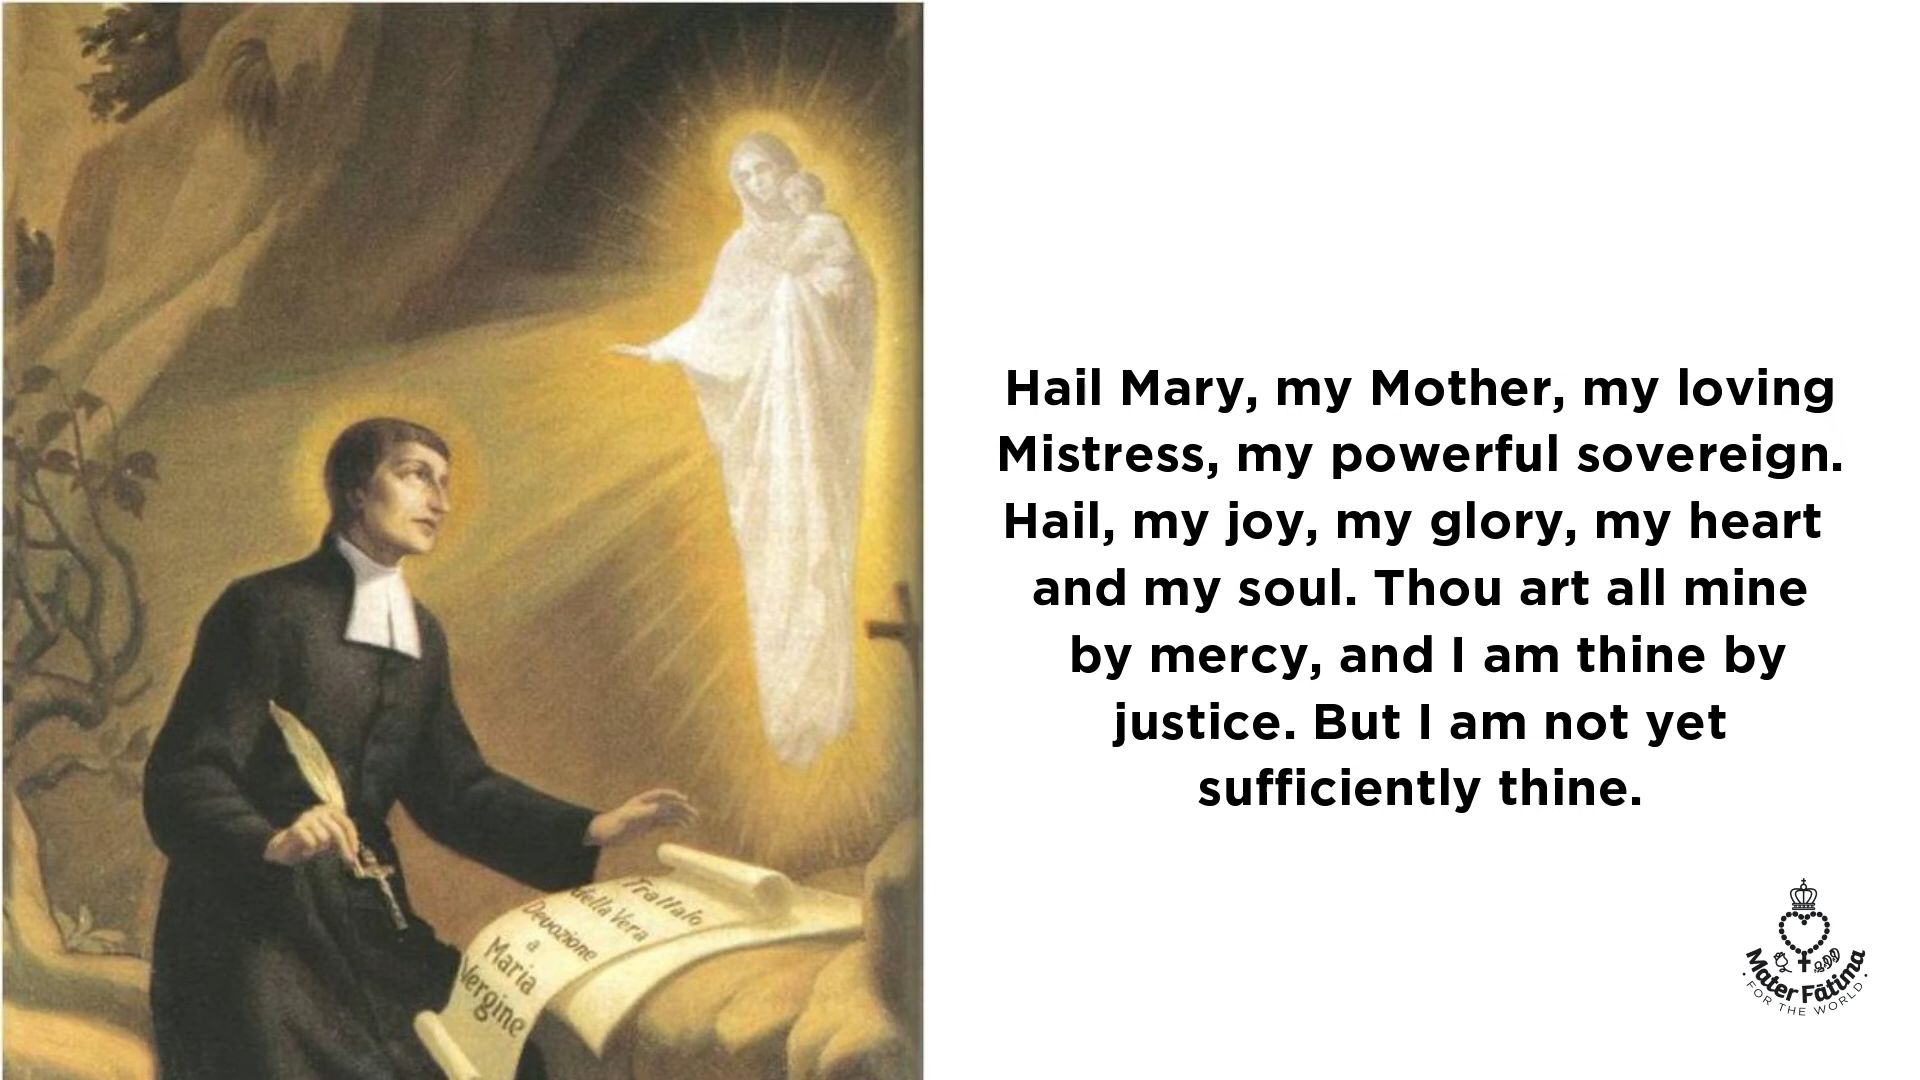 Hail Mary, my Mother, my loving
Mistress, my powerful sovereign.
Hail, my joy, my glory, my heart
and my soul. Thou art all mine
by mercy, and I am thine by
justice. But I am not yet
sufficiently thine.
Trattato
della Vera
Devozione
a
Maria
Vergine
Mater Fātima
· FOR THE WORLD ·